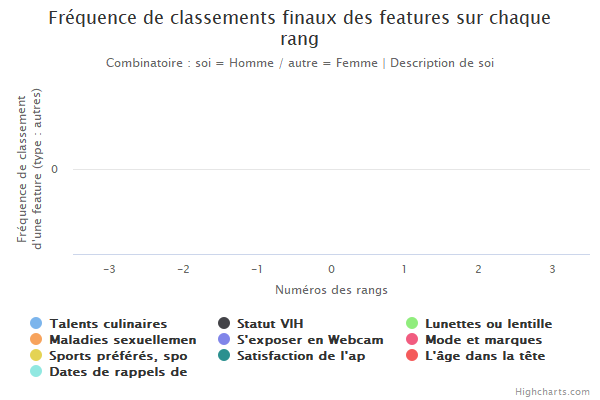 Fréquence de classements finaux des features sur chaque
rang
Combinatoire : soi = Homme / autre = Femme | Description de soi
Fréquence de classement
d'une feature (type : autres)
0
-3 -2 -1 0 1 2 3
Numéros des rangs
Talents culinaires Statut VIH Lunettes ou lentille
Maladies sexuellemen S'exposer en Webcam Mode et marques
Sports préférés, spo Satisfaction de l'ap L'âge dans la tête
Dates de rappels de
Highcharts.com